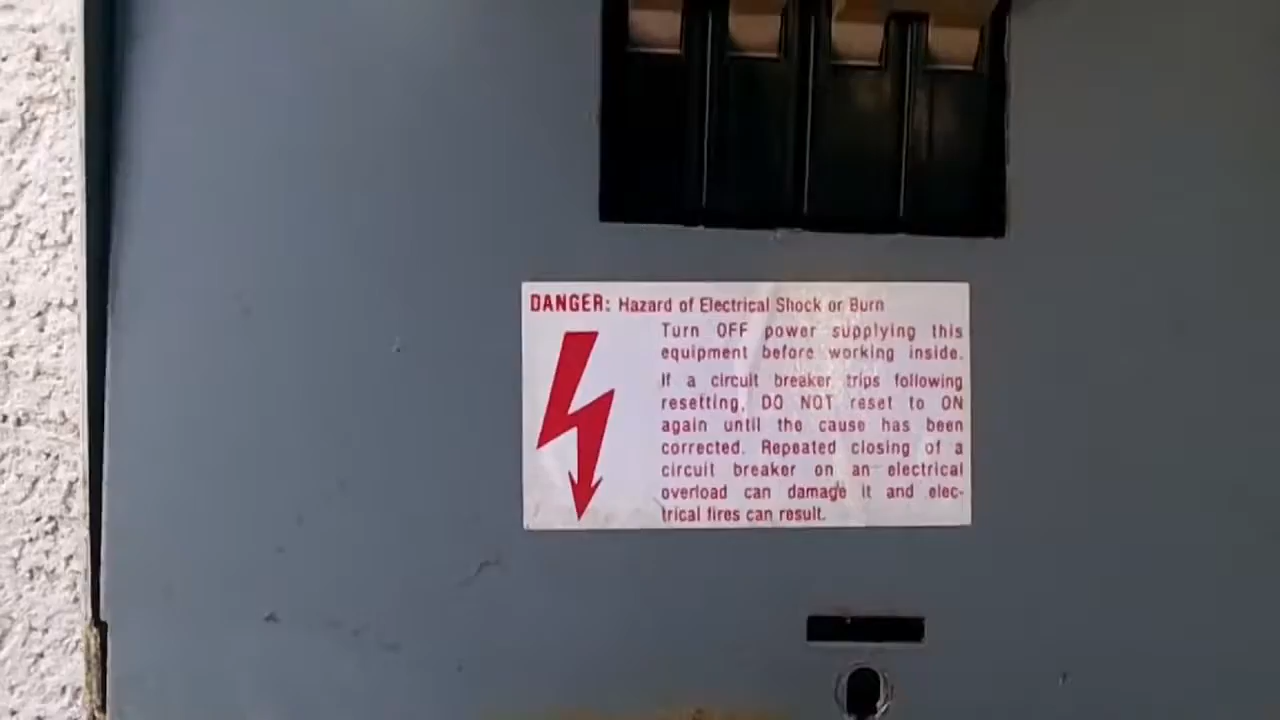 DANGER: Hazard of Electrical Shock or Burn
Turn OFF power supplying this
equipment before working inside.
If a circuit breaker trips following
resetting, DO NOT reset to ON
again until the cause has been
corrected. Repeated closing of a
circuit breaker on an electrical
overload can damage it and elec-
trical fires can result.